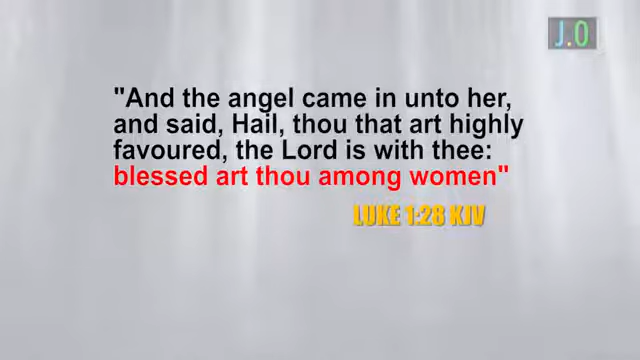 J.O
"And the angel came in unto her,
and said, Hail, thou that art highly
favoured, the Lord is with thee:
blessed art thou among women"
LUKE 1:28 KJV